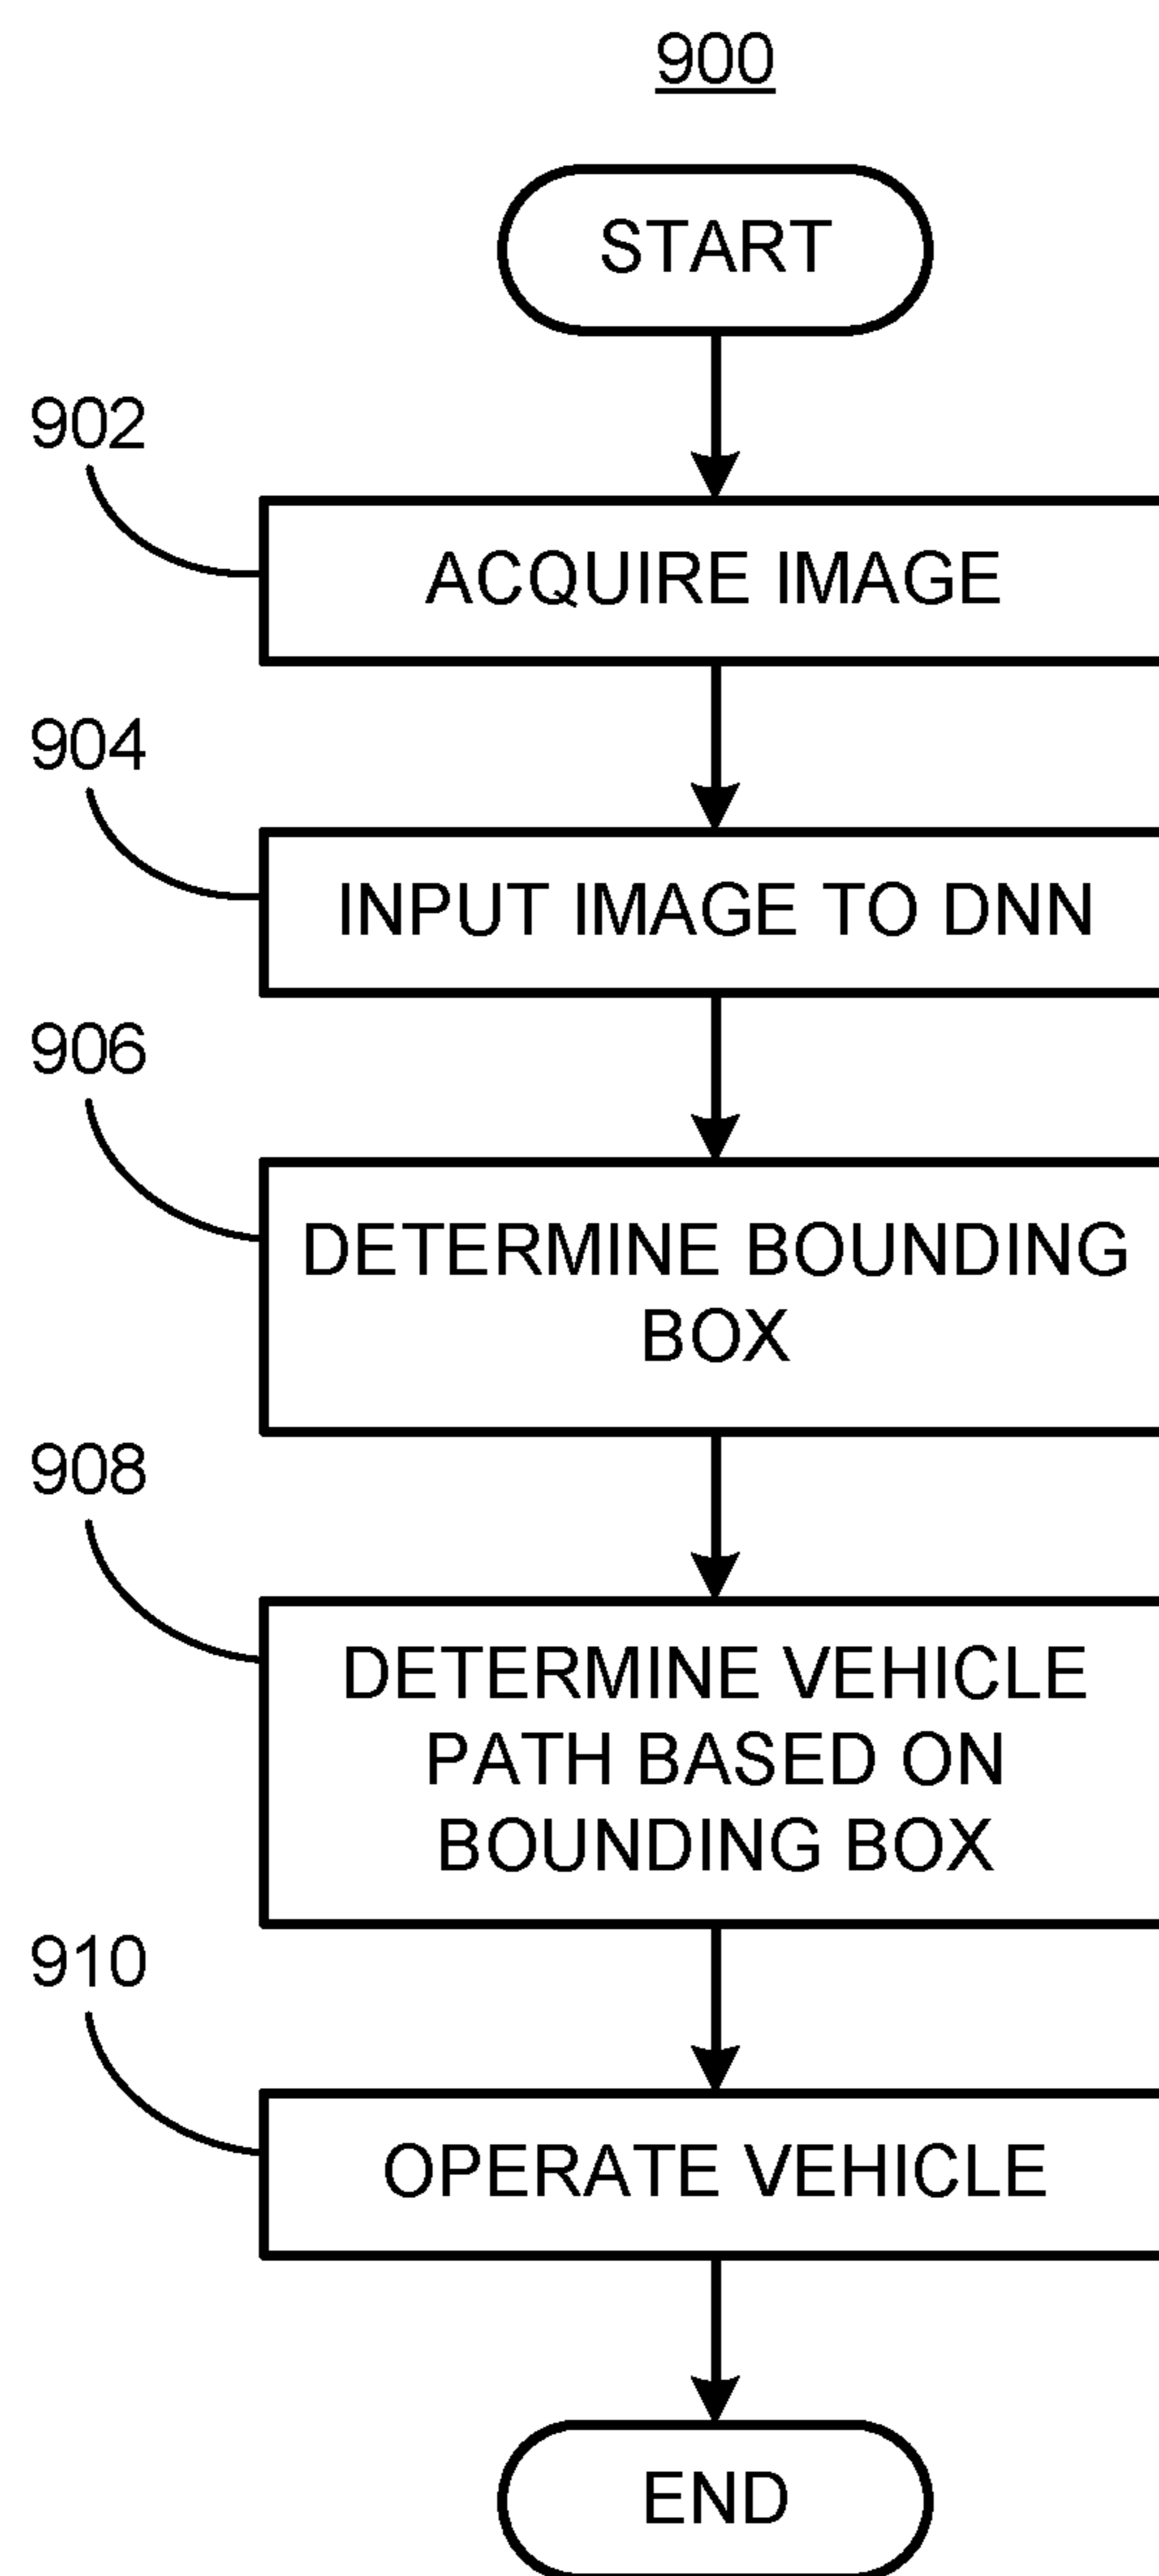 900
START
902
ACQUIRE IMAGE
904
INPUT IMAGE TO DNN
906
DETERMINE BOUNDING
BOX
908
DETERMINE VEHICLE
PATH BASED ON
BOUNDING BOX
910
OPERATE VEHICLE
END